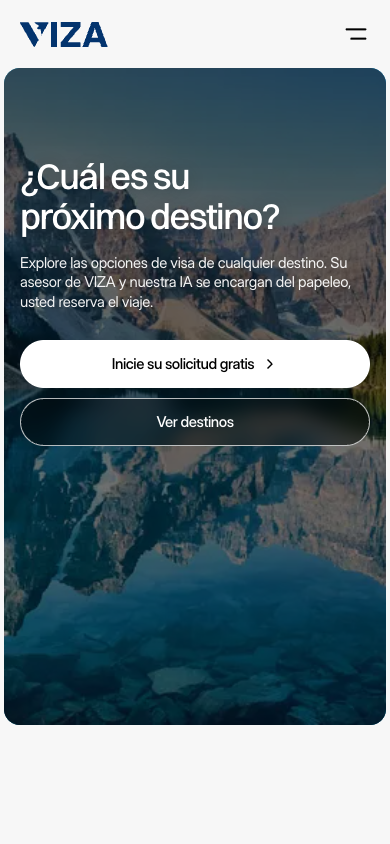 VIZA
¿Cuál es su
próximo destino?
Explore las opciones de visa de cualquier destino. Su
asesor de VIZA y nuestra IA se encargan del papeleo,
usted reserva el viaje.
Inicie su solicitud gratis
Ver destinos